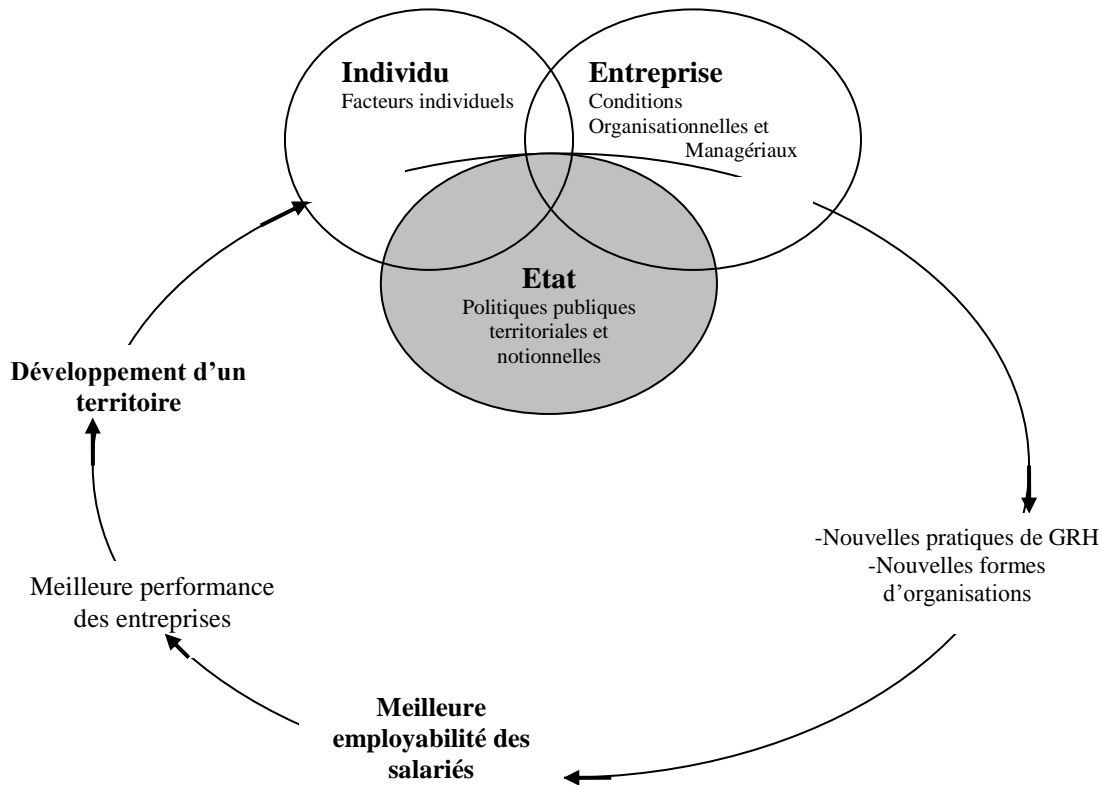 Individu
Facteurs individuels
Entreprise
Conditions
Organisationnelles et
Managériaux
Etat
Politiques publiques
territoriales et
notionnelles
Développement d’un
territoire
-Nouvelles pratiques de GRH
-Nouvelles formes
d’organisations
Meilleure performance
des entreprises
Meilleure
employabilité des
salariés